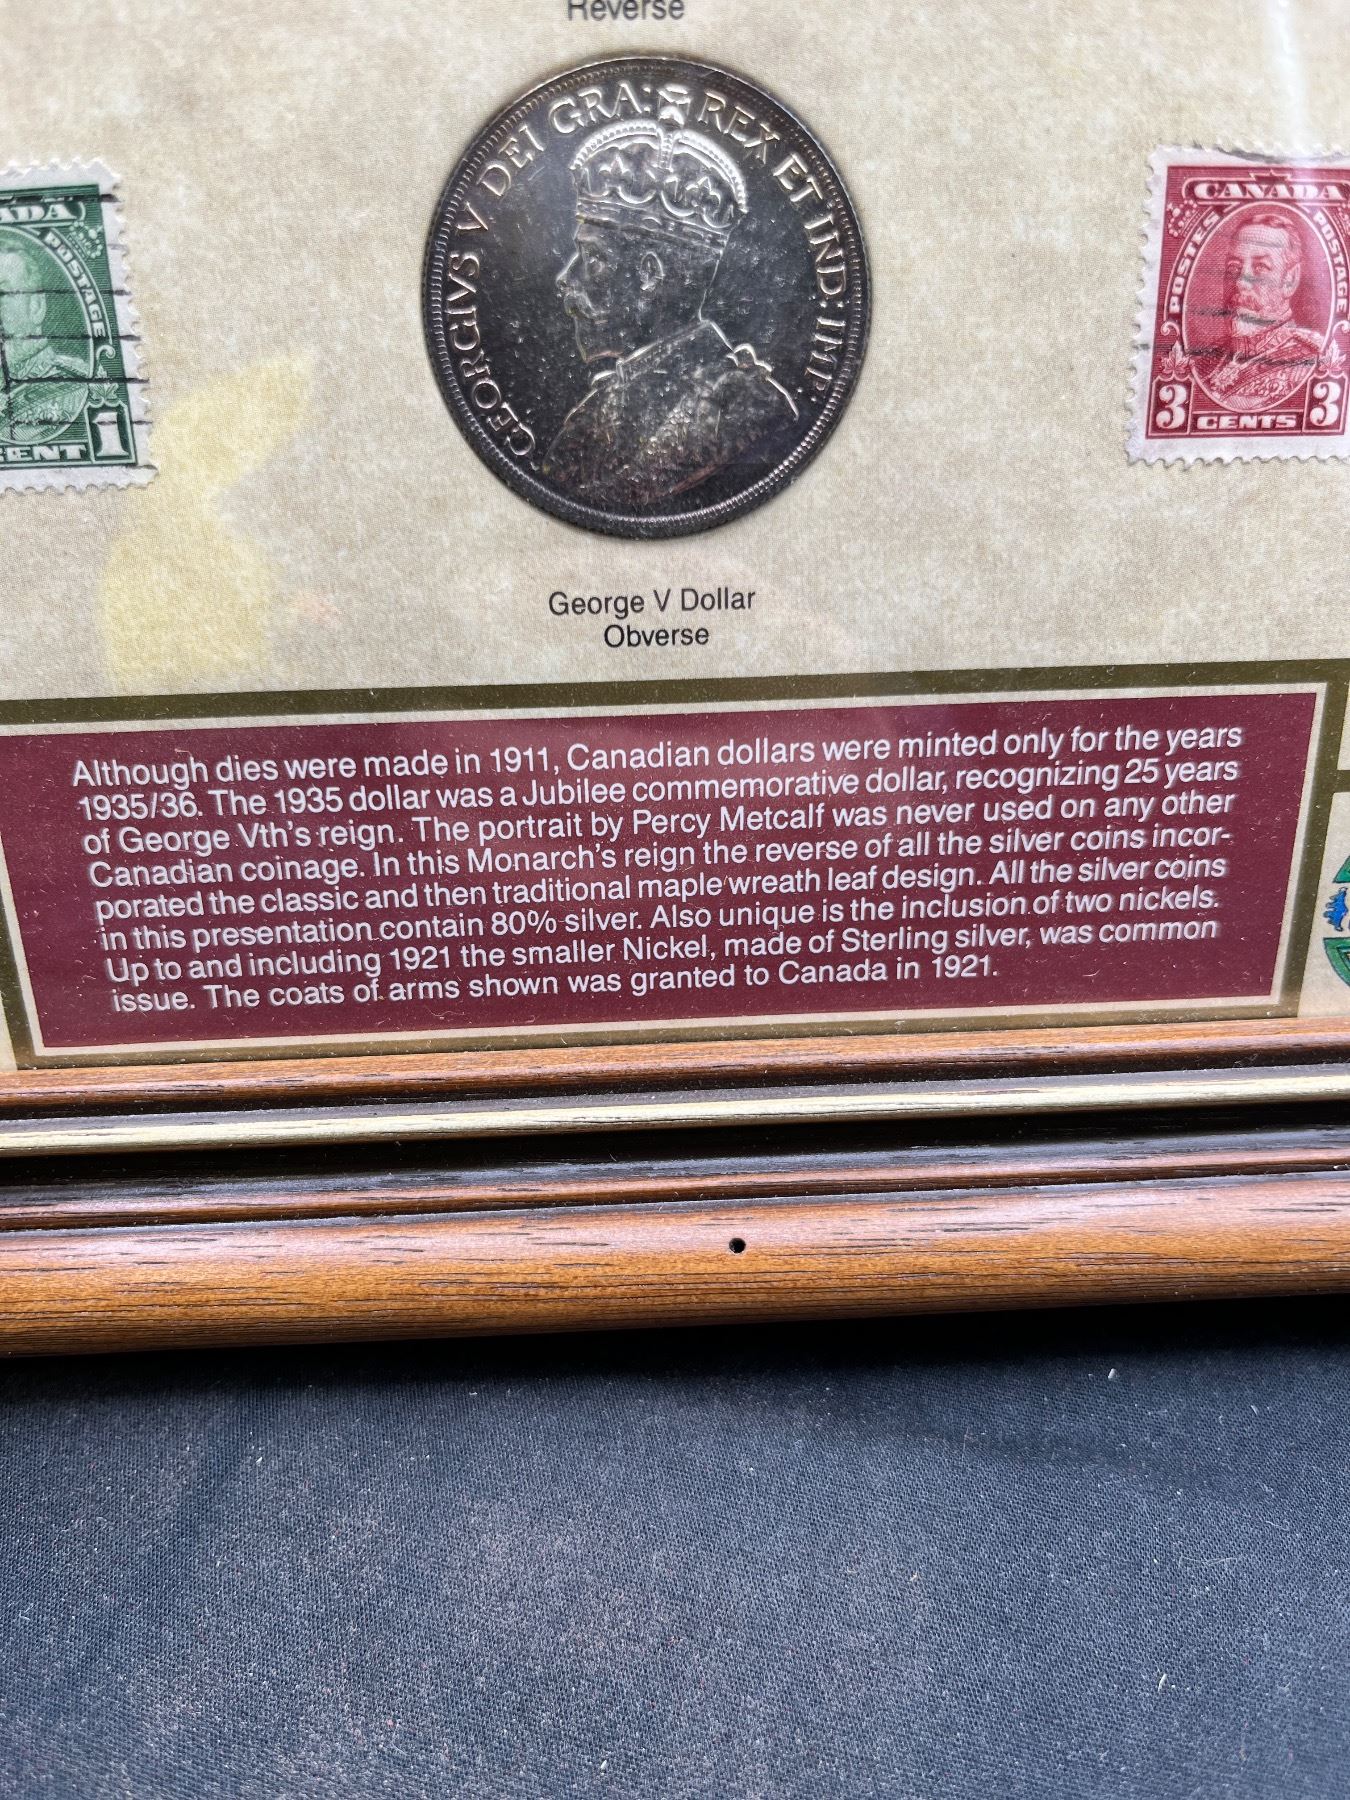 Reverse
GEORGIVS V DEI GRA: REX ET IND: IMP:
ADA
POSTAGE
CENT 1
CANADA
POSTES POSTAGE
3 CENTS 3
George V Dollar
Obverse
Although dies were made in 1911, Canadian dollars were minted only for the years
1935/36. The 1935 dollar was a Jubilee commemorative dollar, recognizing 25 years
of George Vth's reign. The portrait by Percy Metcalf was never used on any other
Canadian coinage. In this Monarch's reign the reverse of all the silver coins incor-
porated the classic and then traditional maple wreath leaf design. All the silver coins
in this presentation contain 80% silver. Also unique is the inclusion of two nickels.
Up to and including 1921 the smaller Nickel, made of Sterling silver, was common
issue. The coats of arms shown was granted to Canada in 1921.